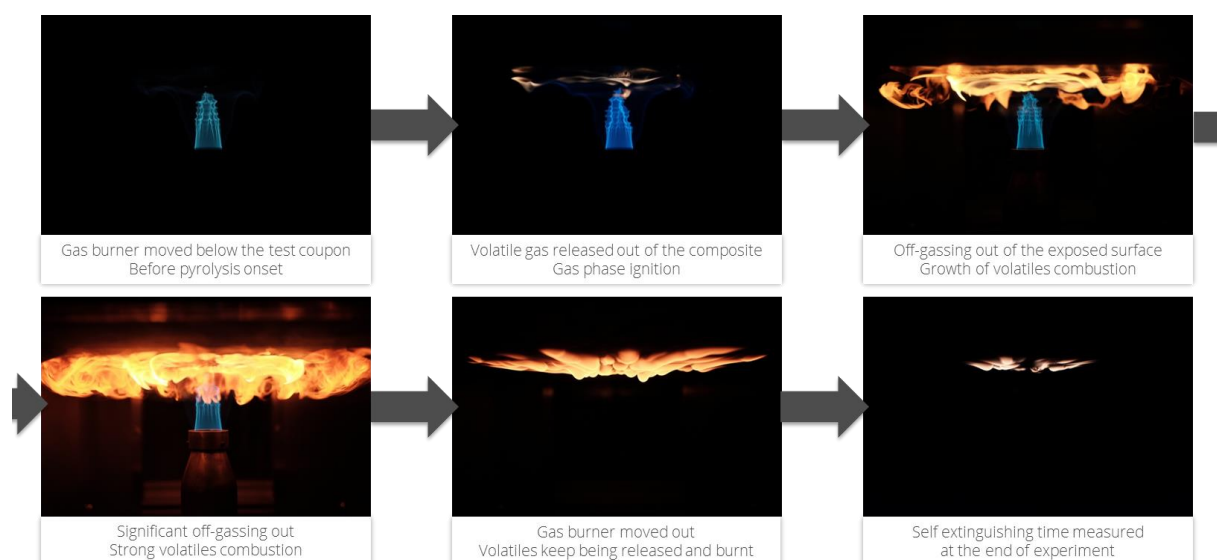 Gas burner moved below the test coupon
Before pyrolysis onset
Volatile gas released out of the composite
Gas phase ignition
Off-gassing out of the exposed surface
Growth of volatiles combustion
Significant off-gassing out
Strong volatiles combustion
Gas burner moved out
Volatiles keep being released and burnt
Self extinguishing time measured
at the end of experiment